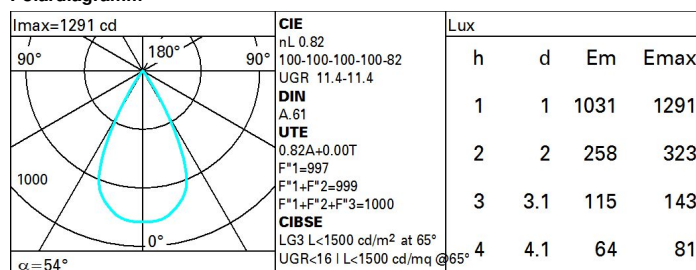 Imax=1291 cd
90° 180° 90°
1000
0°
α=54°
CIE
nL 0.82
100-100-100-100-82
UGR 11.4-11.4
DIN
A.61
UTE
0.82A+0.00T
F"1=997
F"1+F"2=999
F"1+F"2+F"3=1000
CIBSE
LG3 L<1500 cd/m² at 65°
UGR<16 | L<1500 cd/mq @65°
Lux
h d Em Emax
1 1 1031 1291
2 2 258 323
3 3.1 115 143
4 4.1 64 81